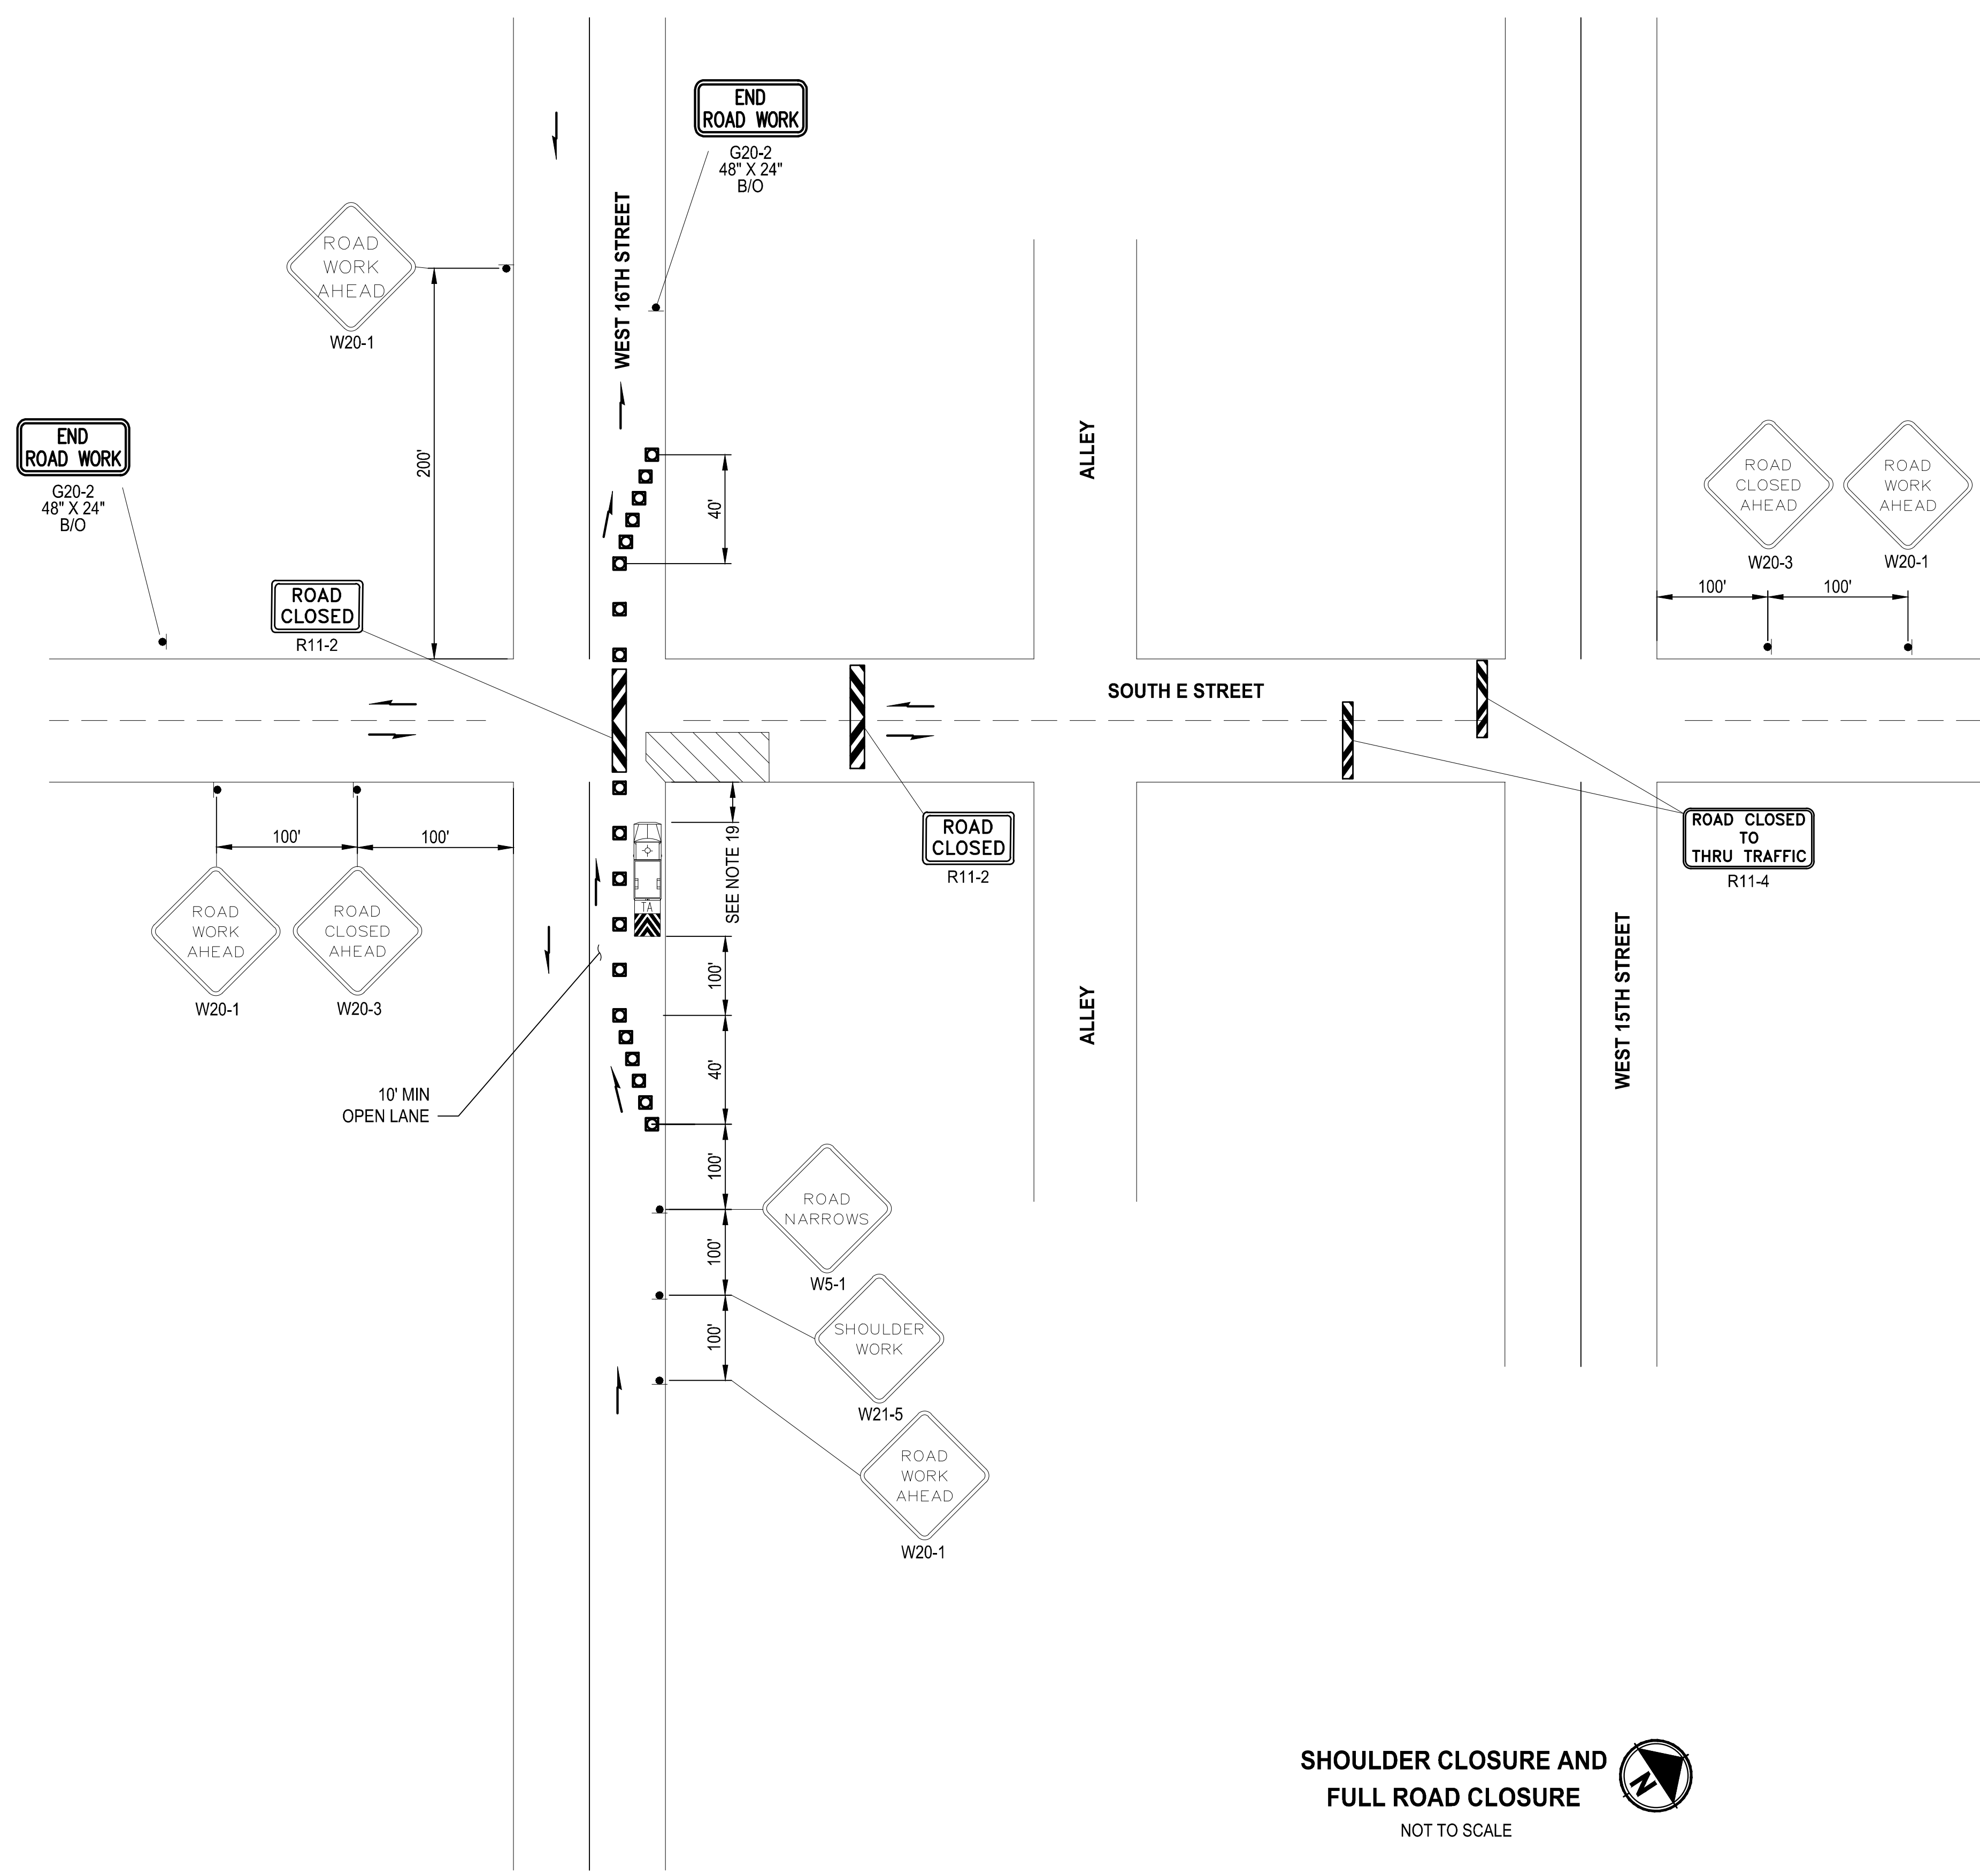 END
ROAD WORK
G20-2
48" X 24"
B/O
WEST 16TH STREET
ROAD
WORK
AHEAD
W20-1
200'
END
ROAD WORK
G20-2
48" X 24"
B/O
ROAD
CLOSED
R11-2
40'
ALLEY
ROAD
CLOSED
AHEAD
W20-3
ROAD
WORK
AHEAD
W20-1
100'
100'
SOUTH E STREET
100'
100'
ROAD
WORK
AHEAD
W20-1
ROAD
CLOSED
AHEAD
W20-3
TA
SEE NOTE 19
ROAD
CLOSED
R11-2
ROAD CLOSED
TO
THRU TRAFFIC
R11-4
WEST 15TH STREET
ALLEY
100'
40'
10' MIN
OPEN LANE
100'
ROAD
NARROWS
W5-1
100'
SHOULDER
WORK
W21-5
100'
ROAD
WORK
AHEAD
W20-1
SHOULDER CLOSURE AND
FULL ROAD CLOSURE
NOT TO SCALE
N